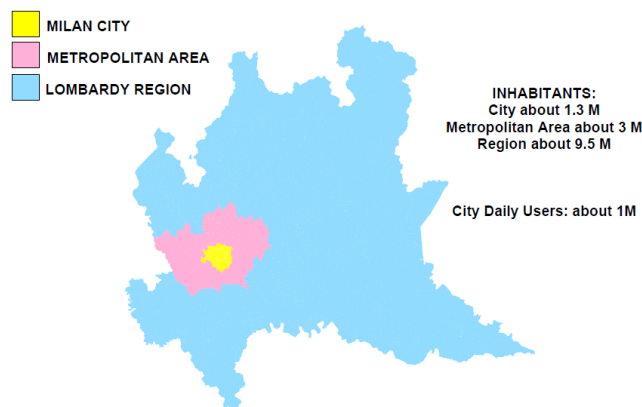 MILAN CITY
METROPOLITAN AREA
LOMBARDY REGION
INHABITANTS:
City about 1.3 M
Metropolitan Area about 3 M
Region about 9.5 M
City Daily Users: about 1M